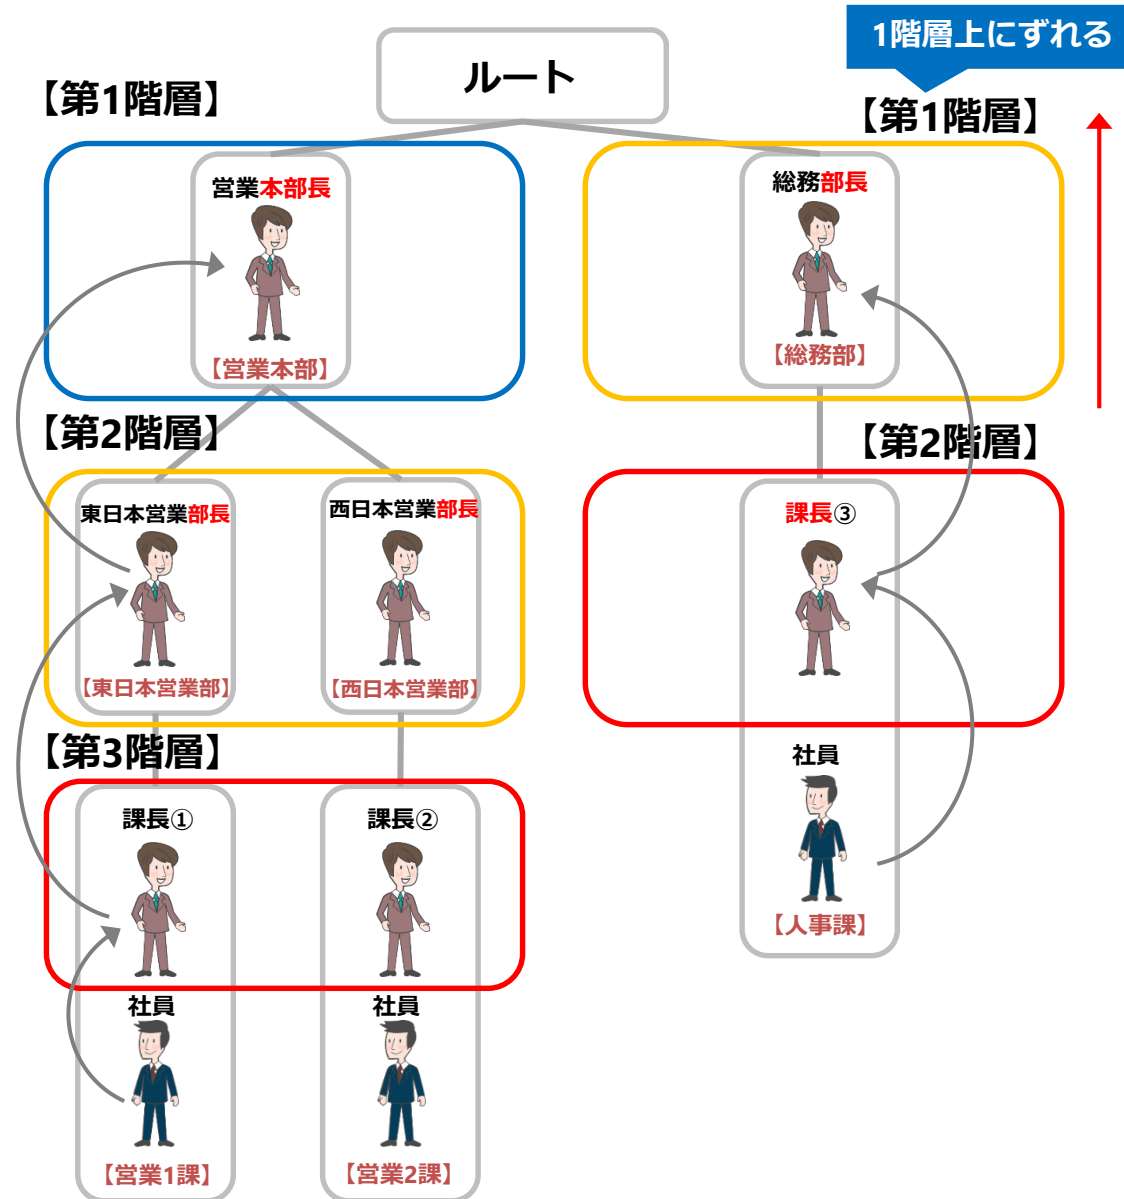 1階層上にずれる
ルート
【第1階層】
【第1階層】
営業本部長
【営業本部】
総務部長
【総務部】
【第2階層】
【第2階層】
東日本営業部長
【東日本営業部】
西日本営業部長
【西日本営業部】
課長③
【第3階層】
社員
【人事課】
課長①
課長②
社員
社員
【営業1課】
【営業2課】